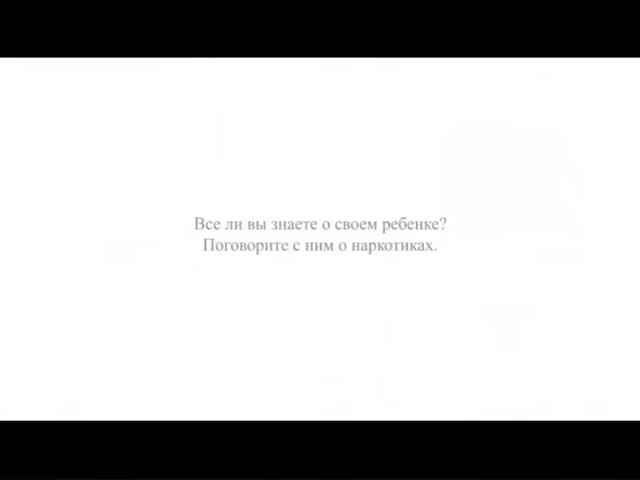 Все ли вы знаете о своем ребенке?
Поговорите с ним о наркотиках.